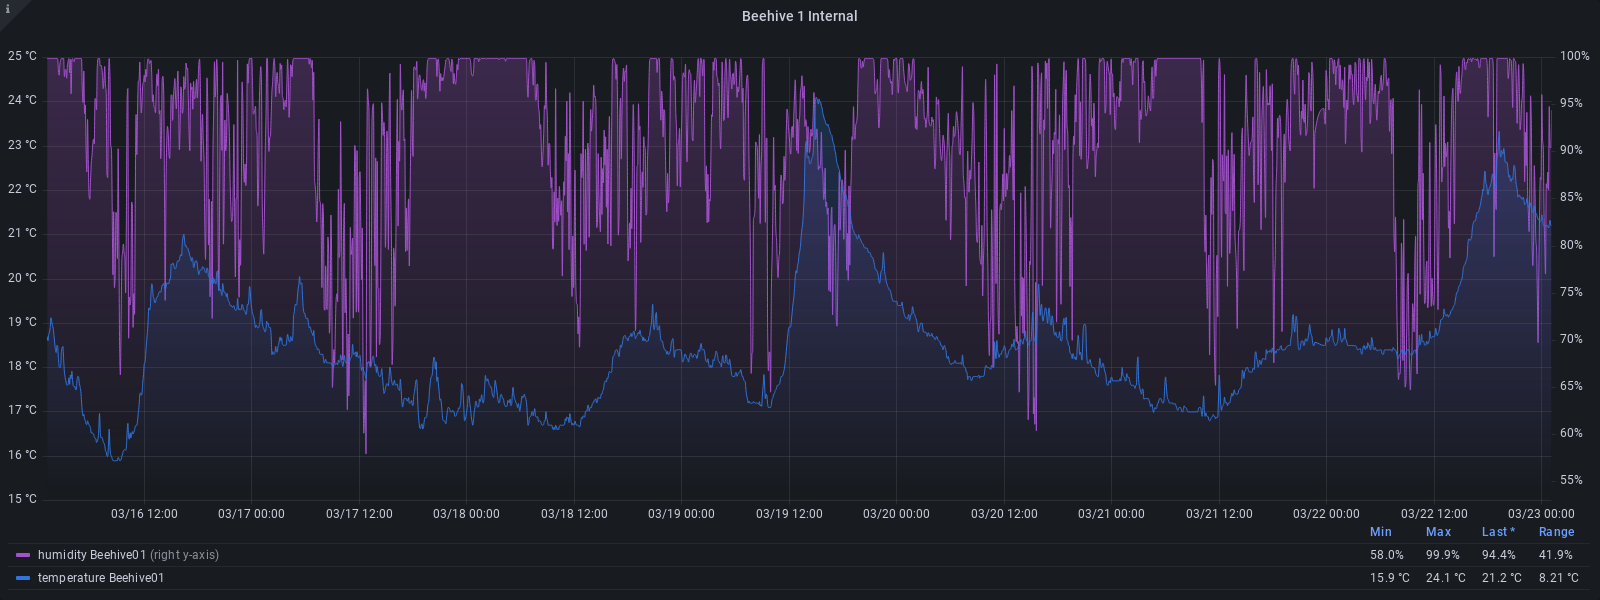 i
Beehive 1 Internal
25 °C 100%
24 °C 95%
23 °C 90%
22 °C 85%
21 °C 80%
20 °C 75%
19 °C 70%
18 °C 65%
17 °C 60%
16 °C 55%
15 °C
03/16 12:00 03/17 00:00 03/17 12:00 03/18 00:00 03/18 12:00 03/19 00:00 03/19 12:00 03/20 00:00 03/20 12:00 03/21 00:00 03/21 12:00 03/22 00:00 03/22 12:00 03/23 00:00
Min Max Last * Range
humidity Beehive01 (right y-axis) 58.0% 99.9% 94.4% 41.9%
temperature Beehive01 15.9 °C 24.1 °C 21.2 °C 8.21 °C